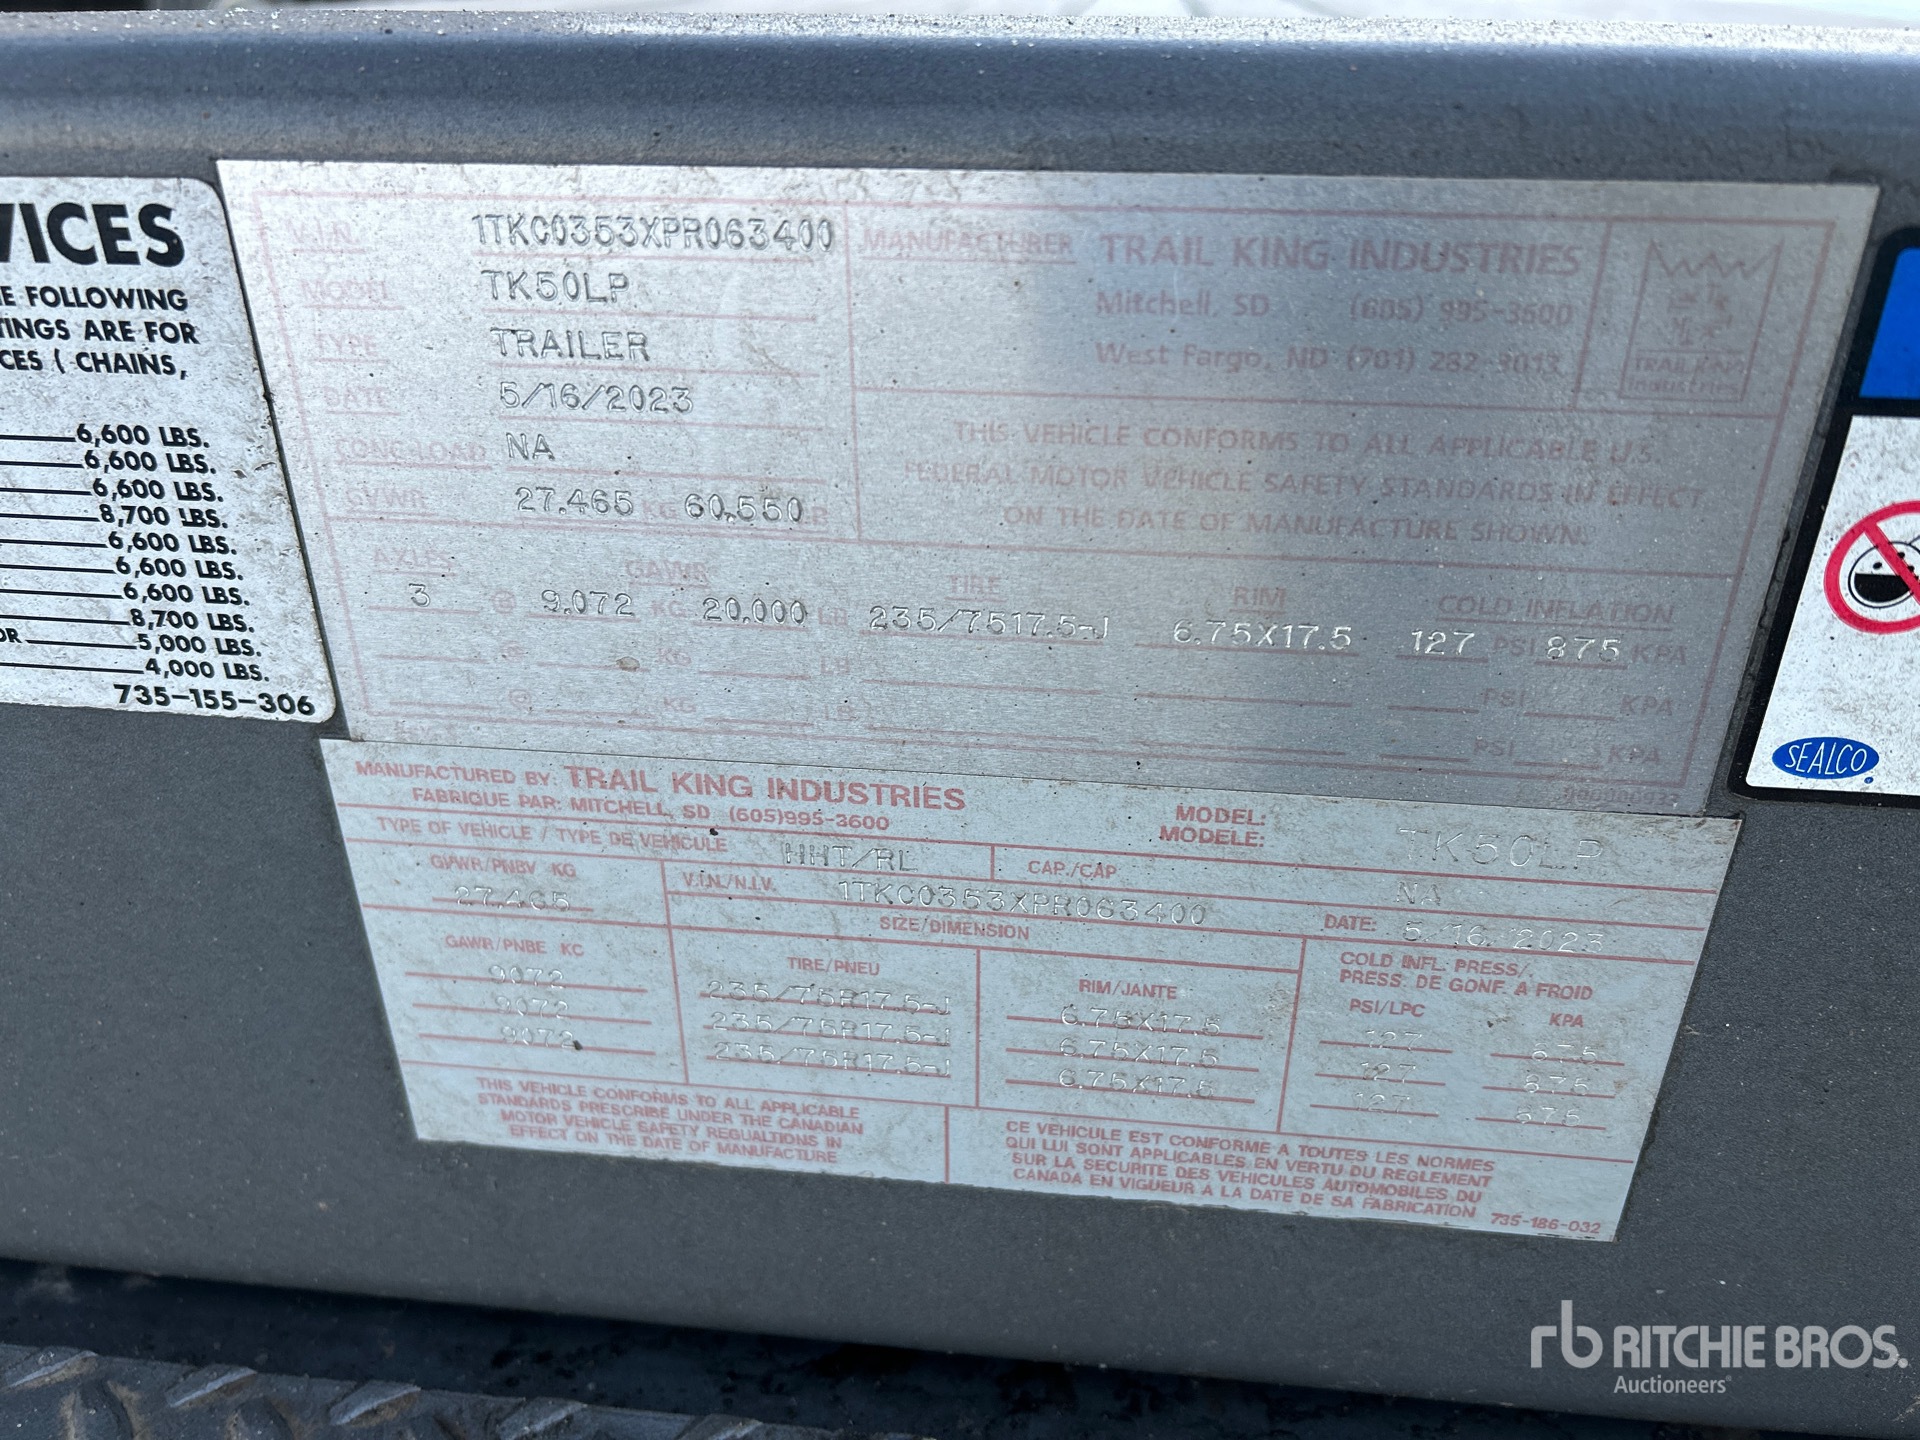 VICES
E FOLLOWING
TINGS ARE FOR
CES ( CHAINS,
6,600 LBS.
6,600 LBS.
6,600 LBS.
8,700 LBS.
6,600 LBS.
6,600 LBS.
6,600 LBS.
8,700 LBS.
OR 5,000 LBS.
4,000 LBS.
735-155-306
V.I.N. 1TKC0353XPR063400
MODEL TK50LP
TYPE TRAILER
DATE 5/16/2023
CONE LOAD NA
GVWR 27,465 KG 60,550 LB
MANUFACTURER TRAIL KING INDUSTRIES
Mitchell, SD (605) 995-3600
West Fargo, ND (701) 282-3013
TRAIL KING
Industries
THIS VEHICLE CONFORMS TO ALL APPLICABLE U.S.
FEDERAL MOTOR VEHICLE SAFETY STANDARDS IN EFFECT
ON THE DATE OF MANUFACTURE SHOWN.
AXLES GAWR TIRE RIM COLD INFLATION
3 @ 9,072 KG 20,000 LB 235/7517.5-J 6.75X17.5 127 PSI 875 KPA
@ KG LB PSI KPA
@ KG LB PSI KPA
MANUFACTURED BY: TRAIL KING INDUSTRIES
FABRIQUE PAR: MITCHELL, SD (605)995-3600
MODEL:
MODELE: TK50LP
TYPE OF VEHICLE / TYPE DE VEHICULE HHT/RL CAP./CAP NA
GVWR/PNBV KG 27,465
V.I.N./N.I.V. 1TKC0353XPR063400 DATE: 5/16/2023
SIZE/DIMENSION
GAWR/PNBE KG TIRE/PNEU RIM/JANTE
COLD INFL. PRESS/.
PRESS. DE GONF. A FROID
PSI/LPC KPA
9072 235/75R17.5-J 6.75X17.5 127 875
9072 235/75R17.5-J 6.75X17.5 127 875
9072 235/75R17.5-J 6.75X17.5 127 875
THIS VEHICLE CONFORMS TO ALL APPLICABLE
STANDARDS PRESCRIBE UNDER THE CANADIAN
MOTOR VEHICLE SAFETY REGUALTIONS IN
EFFECT ON THE DATE OF MANUFACTURE
CE VEHICULE EST CONFORME A TOUTES LES NORMES
QUI LUI SONT APPLICABLES EN VERTU DU REGLEMENT
SUR LA SECURITE DES VEHICULES AUTOMOBILES DU
CANADA EN VIGUEUR A LA DATE DE SA FABRICATION
735-186-032
SEALCO
rb RITCHIE BROS.
Auctioneers